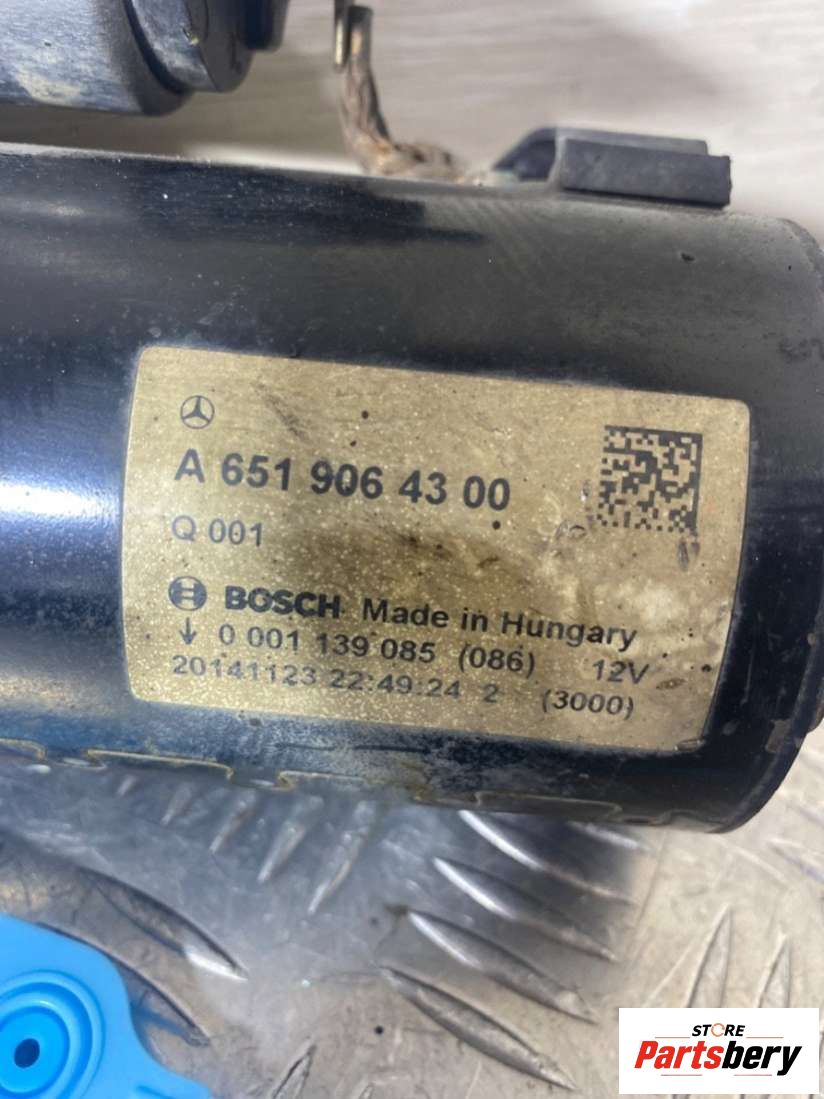 A 651 906 43 00
Q 001
BOSCH Made in Hungary
↓ 0 001 139 085 (086) 12V
20141123 22:49:24 2 (3000)
STORE
Partsbery